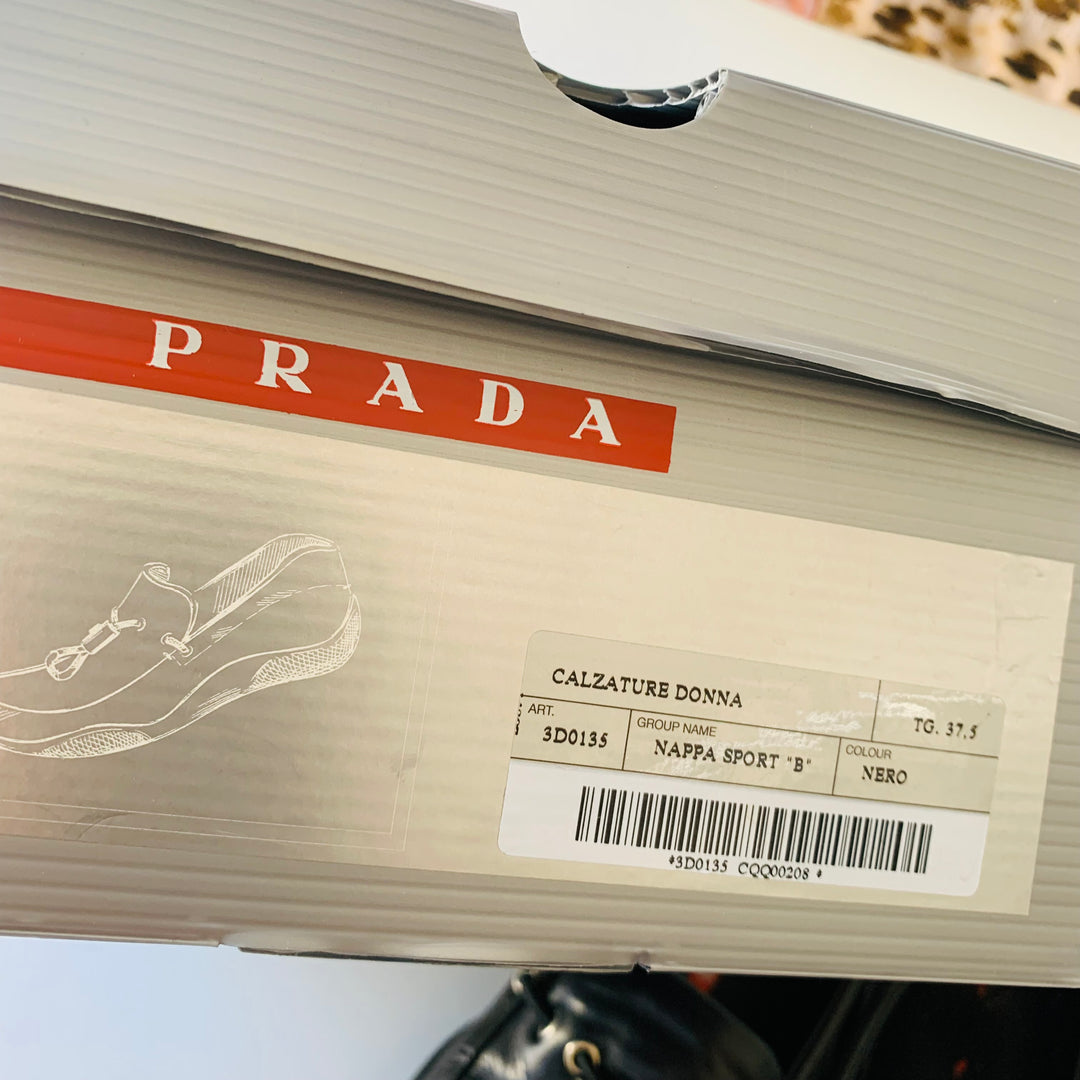 PRADA
CALZATURE DONNA
TG. 37,5
ART.
3D0135
GROUP NAME
NAPPA SPORT "B"
COLOUR
NERO
*3D0135 CQQ00208 *